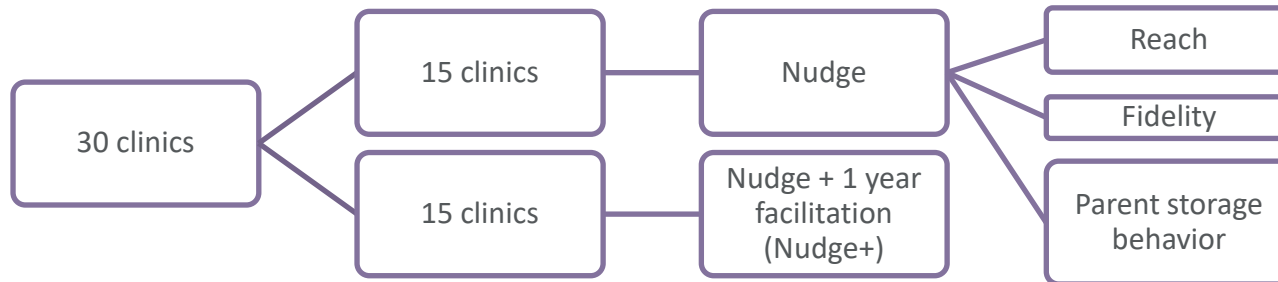 30 clinics
15 clinics
15 clinics
Nudge
Nudge + 1 year
facilitation
(Nudge+)
Reach
Fidelity
Parent storage
behavior